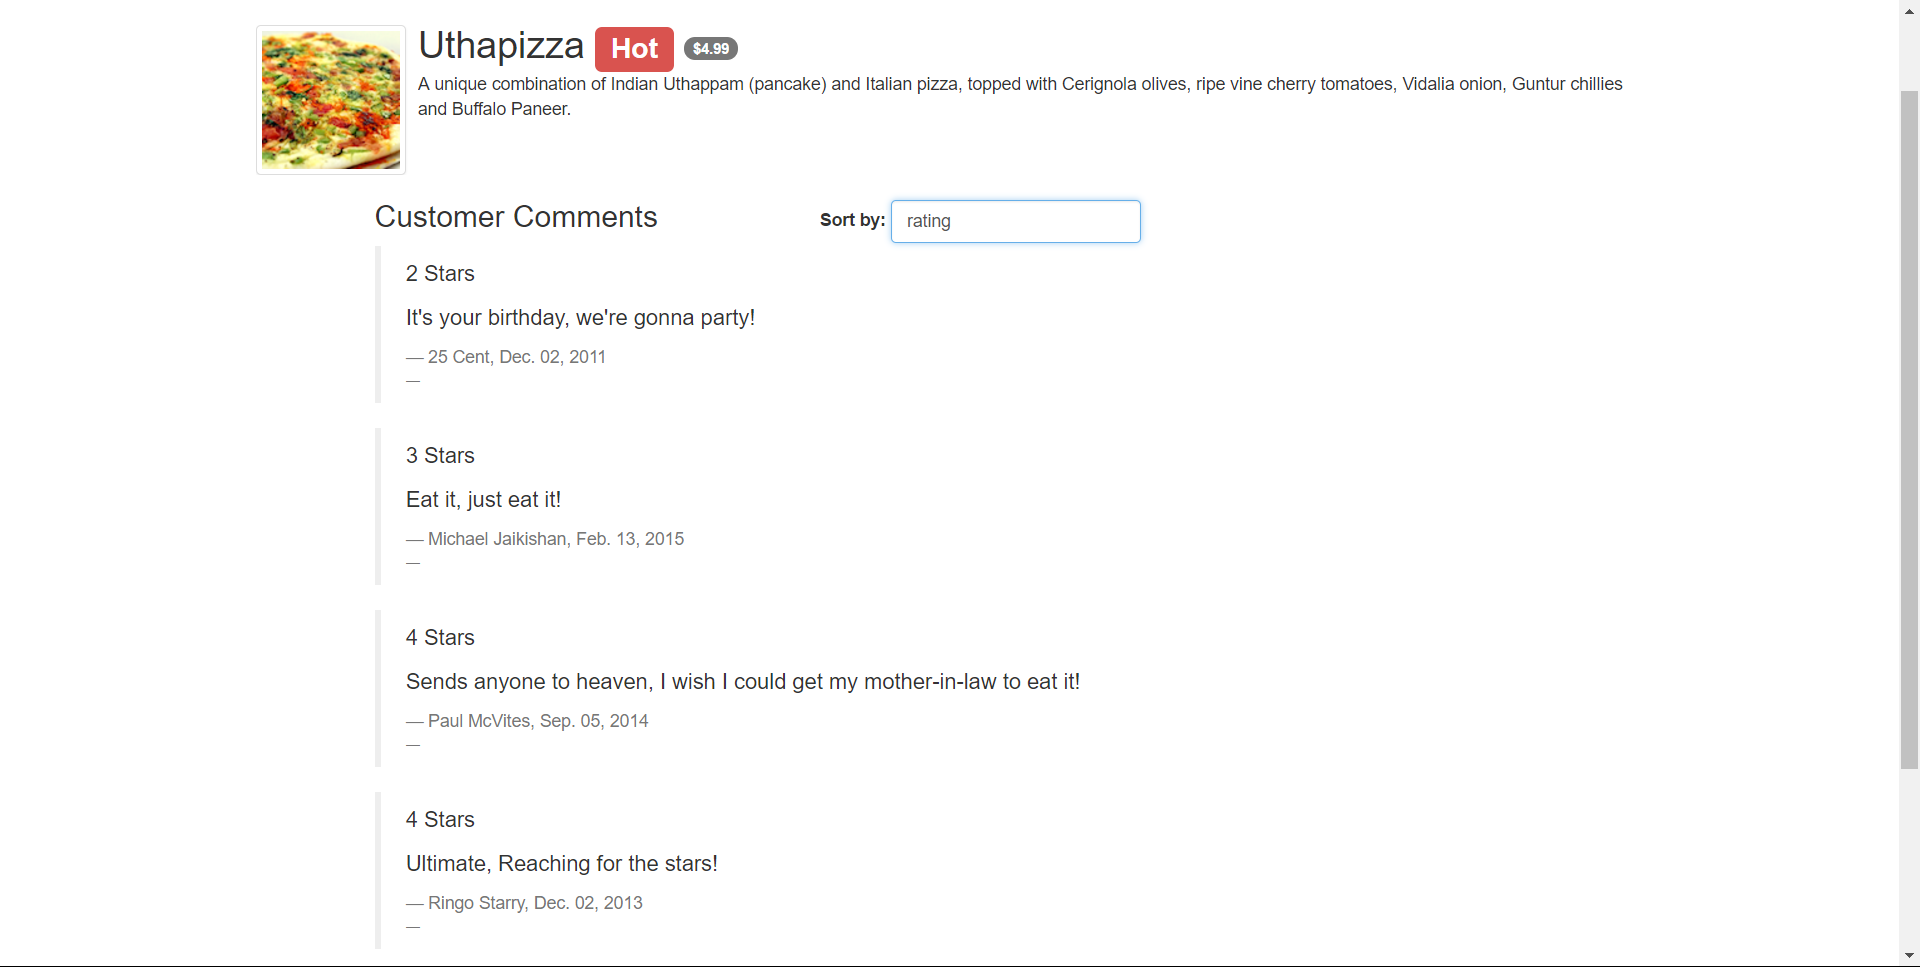 Uthapizza Hot $4.99
A unique combination of Indian Uthappam (pancake) and Italian pizza, topped with Cerignola olives, ripe vine cherry tomatoes, Vidalia onion, Guntur chillies
and Buffalo Paneer.
Customer Comments
Sort by: rating
2 Stars
It's your birthday, we're gonna party!
— 25 Cent, Dec. 02, 2011
—
3 Stars
Eat it, just eat it!
— Michael Jaikishan, Feb. 13, 2015
—
4 Stars
Sends anyone to heaven, I wish I could get my mother-in-law to eat it!
— Paul McVites, Sep. 05, 2014
—
4 Stars
Ultimate, Reaching for the stars!
— Ringo Starry, Dec. 02, 2013
—